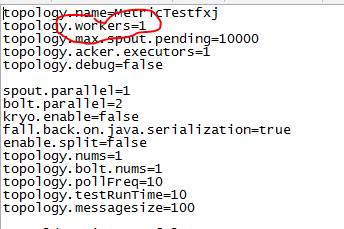 topology.name=MetricTestfxj
topology.workers=1
topology.max.spout.pending=10000
topology.acker.executors=1
topology.debug=false
spout.parallel=1
bolt.parallel=2
kryo.enable=false
fall.back.on.java.serialization=true
enable.split=false
topology.nums=1
topology.bolt.nums=1
topology.pollFreq=10
topology.testRunTime=10
topology.messagesize=100